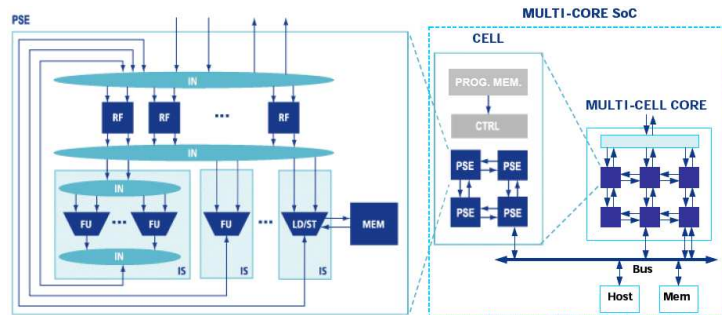 PSE
MULTI-CORE SoC
CELL
IN
PROG. MEM.
MULTI-CELL CORE
RF
RF
...
RF
CTRL
IN
PSE
PSE
IN
PSE
PSE
FU
...
FU
FU
...
LD/ST
MEM
IN
IS
IS
IS
Bus
Host
Mem